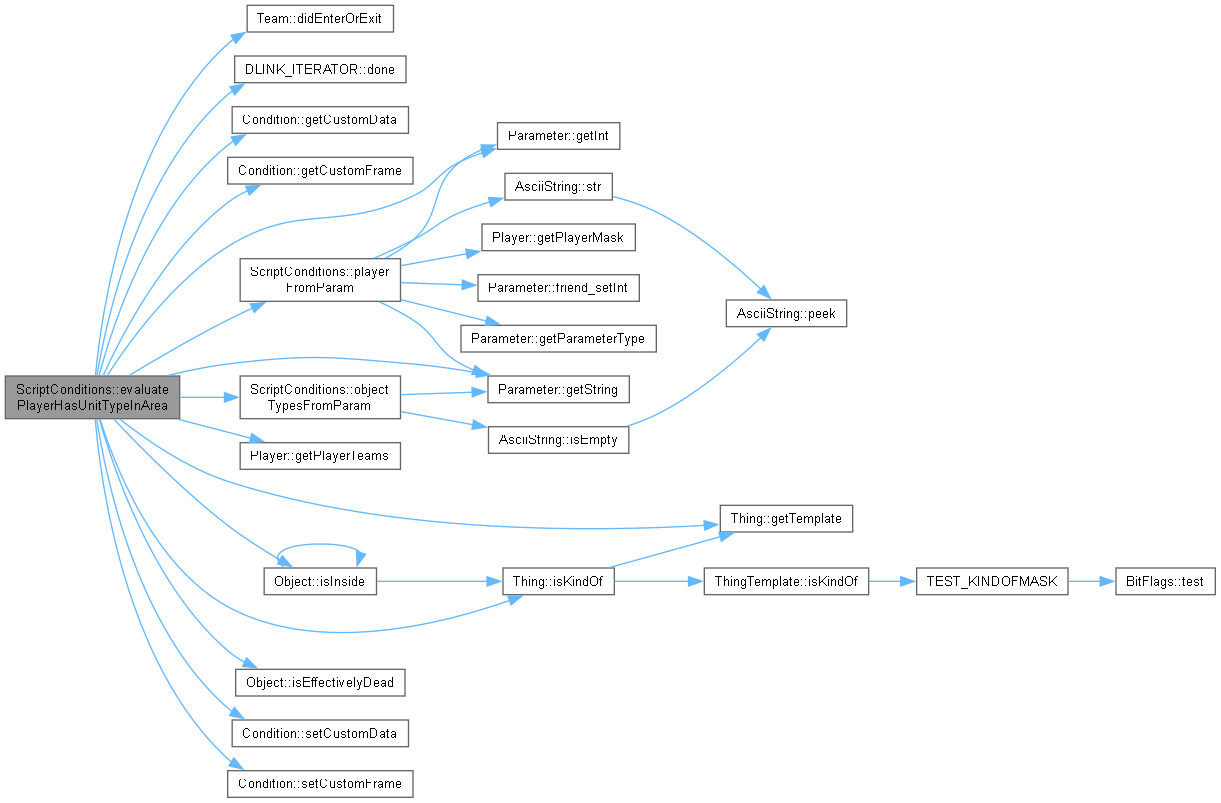 Team::didEnterOrExit
DLINK_ITERATOR::done
Condition::getCustomData
Condition::getCustomFrame
Parameter::getInt
AsciiString::str
Player::getPlayerMask
ScriptConditions::player
FromParam
Parameter::friend_setInt
AsciiString::peek
Parameter::getParameterType
ScriptConditions::evaluate
PlayerHasUnitTypeInArea
ScriptConditions::object
TypesFromParam
Parameter::getString
AsciiString::isEmpty
Player::getPlayerTeams
Thing::getTemplate
Object::isInside
Thing::isKindOf
ThingTemplate::isKindOf
TEST_KINDOFMASK
BitFlags::test
Object::isEffectivelyDead
Condition::setCustomData
Condition::setCustomFrame